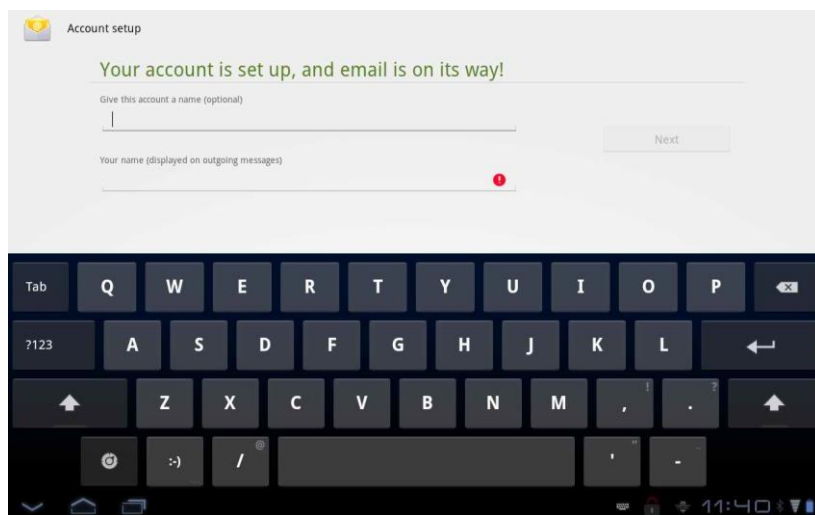 Account setup
Your account is set up, and email is on its way!
Give this account a name (optional)
Next
Your name (displayed on outgoing messages)
Tab Q W E R T Y U I O P
?123 A S D F G H J K L
Z X C V B N M , ! . ?
:-) / @ ' " - _
11:40